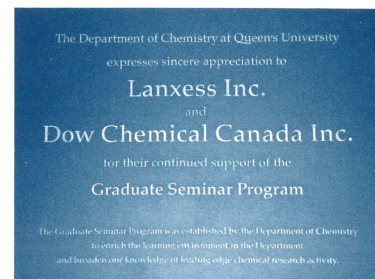 The Department of Chemistry at Queen's University
expresses sincere appreciation to
Lanxess Inc.
and
Dow Chemical Canada Inc.
for their continued support of the
Graduate Seminar Program
The Graduate Seminar Program was established by the Department of Chemistry
to enrich the learning environment in the Department
and broaden our knowledge of leading edge chemical research activity.